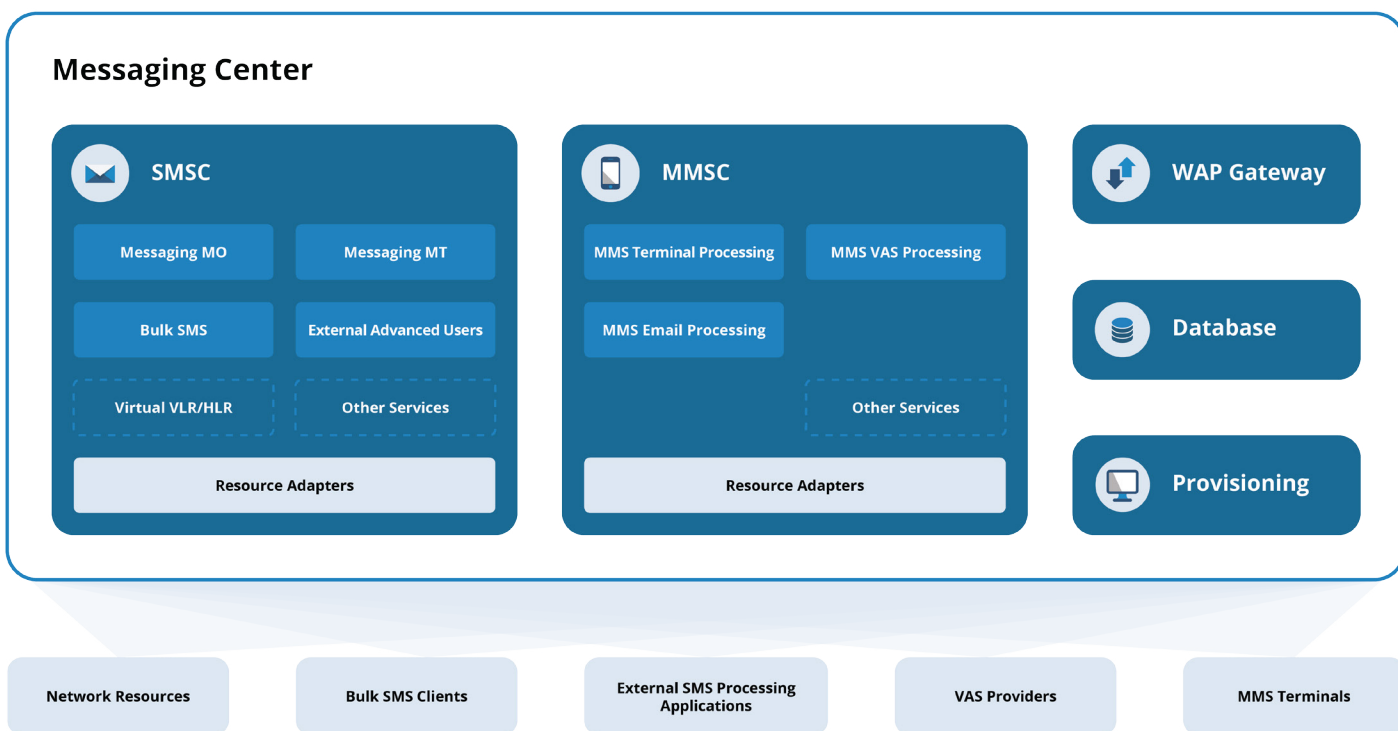 Messaging Center
SMSC
Messaging MO
Messaging MT
Bulk SMS
External Advanced Users
Virtual VLR/HLR
Other Services
Resource Adapters
MMSC
MMS Terminal Processing
MMS VAS Processing
MMS Email Processing
Other Services
Resource Adapters
WAP Gateway
Database
Provisioning
Network Resources
Bulk SMS Clients
External SMS Processing
Applications
VAS Providers
MMS Terminals